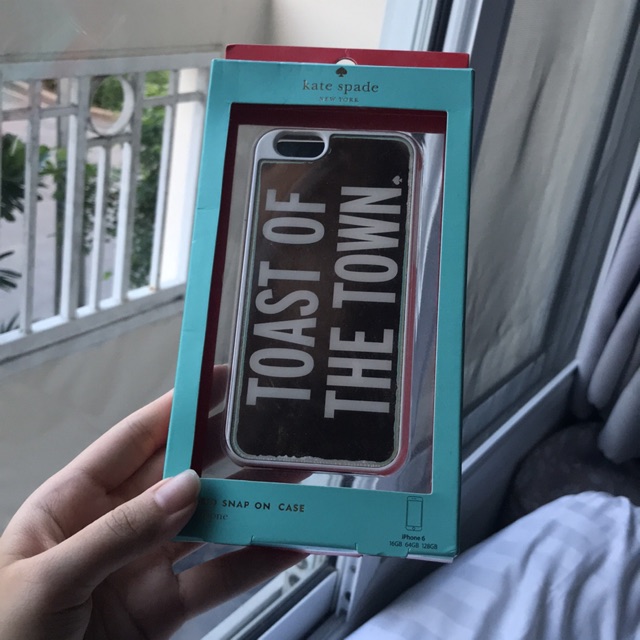 kate spade
NEW YORK
TOAST OF
THE TOWN.
SNAP ON CASE
iPhone 6
16GB 64GB 128GB